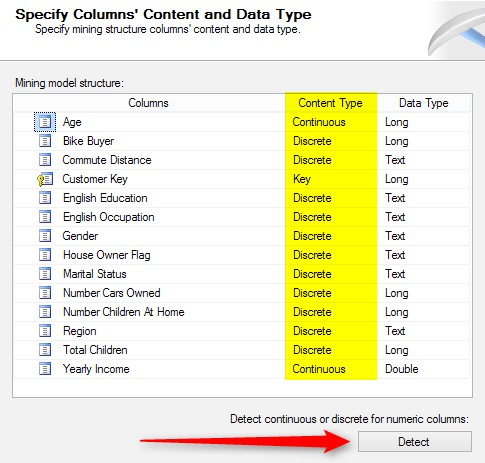 Specify Columns' Content and Data Type
Specify mining structure columns' content and data type.
Mining model structure:
Columns Content Type Data Type
Age Continuous Long
Bike Buyer Discrete Long
Commute Distance Discrete Text
Customer Key Key Long
English Education Discrete Text
English Occupation Discrete Text
Gender Discrete Text
House Owner Flag Discrete Text
Marital Status Discrete Text
Number Cars Owned Discrete Long
Number Children At Home Discrete Long
Region Discrete Text
Total Children Discrete Long
Yearly Income Continuous Double
Detect continuous or discrete for numeric columns:
Detect